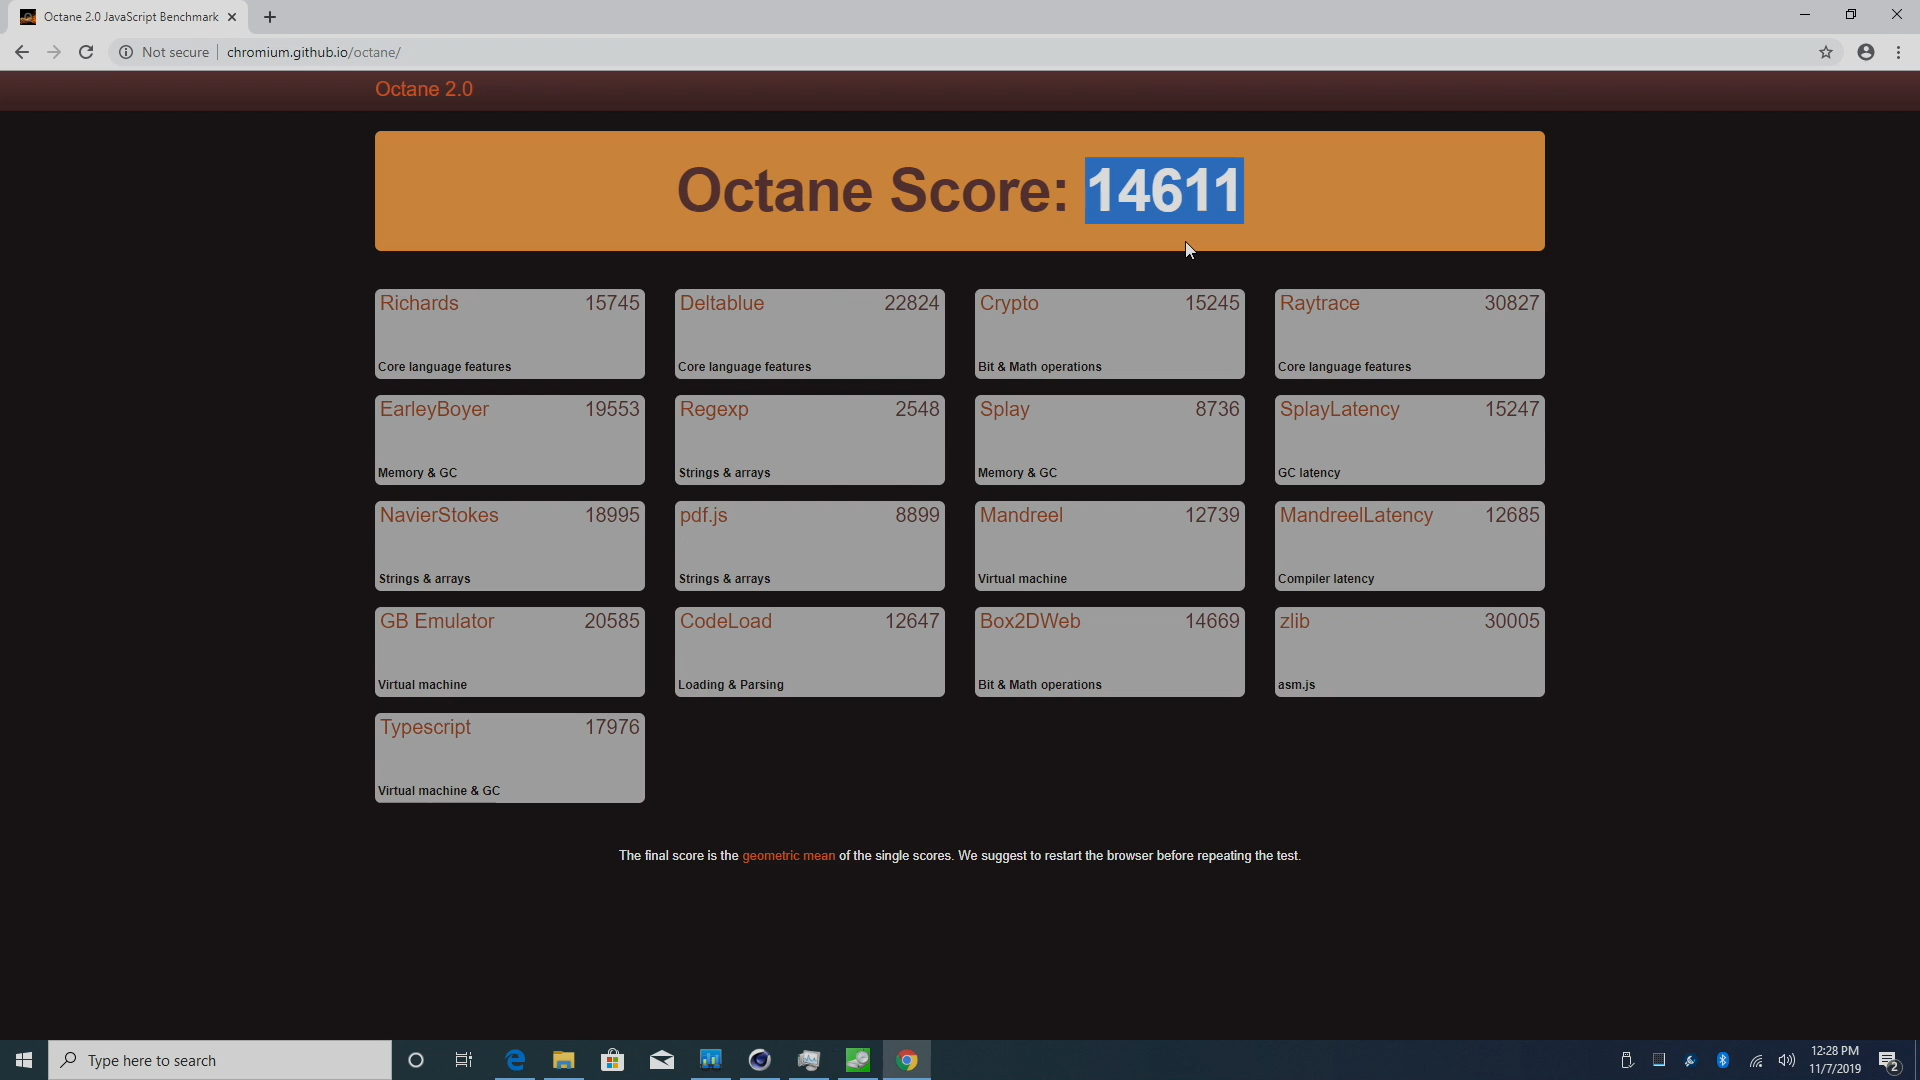 Octane 2.0 JavaScript Benchmark
Not secure chromium.github.io/octane/
Octane 2.0
Octane Score: 14611
Richards 15745
Core language features
Deltablue 22824
Core language features
Crypto 15245
Bit & Math operations
Raytrace 30827
Core language features
EarleyBoyer 19553
Memory & GC
Regexp 2548
Strings & arrays
Splay 8736
Memory & GC
SplayLatency 15247
GC latency
NavierStokes 18995
Strings & arrays
pdf.js 8899
Strings & arrays
Mandreel 12739
Virtual machine
MandreelLatency 12685
Compiler latency
GB Emulator 20585
Virtual machine
CodeLoad 12647
Loading & Parsing
Box2DWeb 14669
Bit & Math operations
zlib 30005
asm.js
Typescript 17976
Virtual machine & GC
The final score is the geometric mean of the single scores. We suggest to restart the browser before repeating the test.
Type here to search
12:28 PM
11/7/2019
2